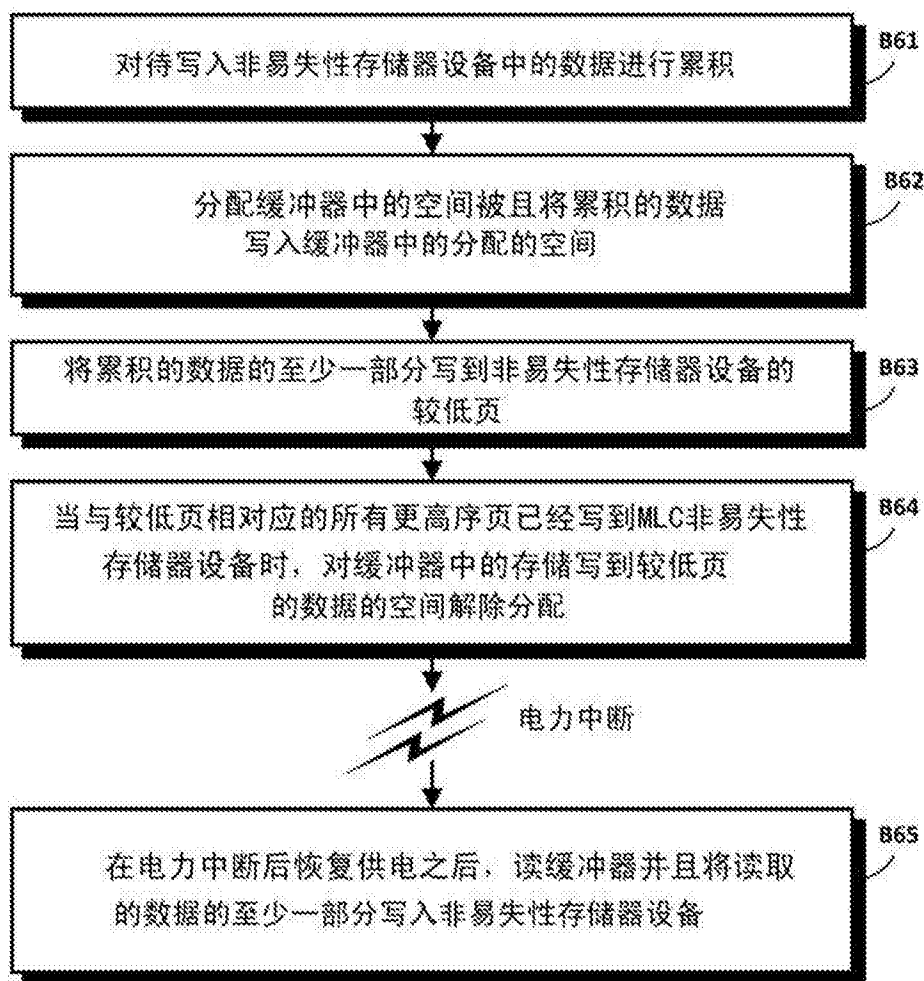 对待写入非易失性存储器设备中的数据进行累积
B61
分配缓冲器中的空间被且将累积的数据
写入缓冲器中的分配的空间
B62
将累积的数据的至少一部分写到非易失性存储器设备的
较低页
B63
当与较低页相对应的所有更高序页已经写到MLC非易失性
存储器设备时，对缓冲器中的存储写到较低页
的数据的空间解除分配
B64
电力中断
在电力中断后恢复供电之后，读缓冲器并且将读取
的数据的至少一部分写入非易失性存储器设备
B65